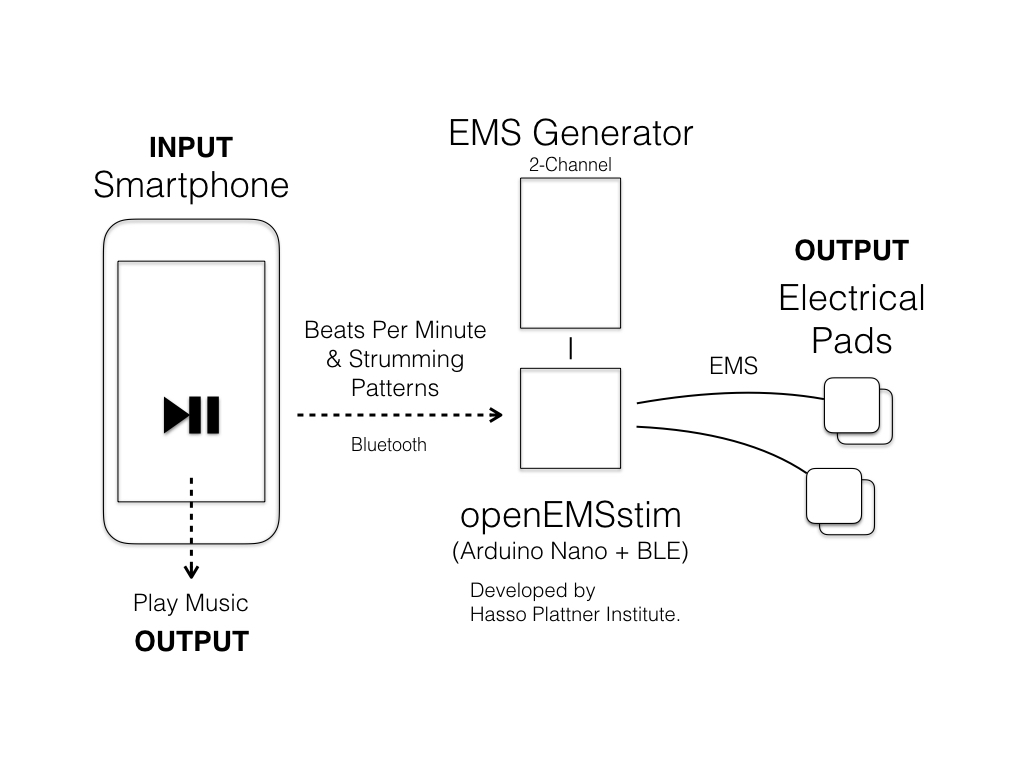 INPUT
Smartphone
Play Music
OUTPUT
Beats Per Minute
& Strumming
Patterns
Bluetooth
EMS Generator
2-Channel
openEMSstim
(Arduino Nano + BLE)
Developed by
Hasso Plattner Institute.
EMS
OUTPUT
Electrical
Pads